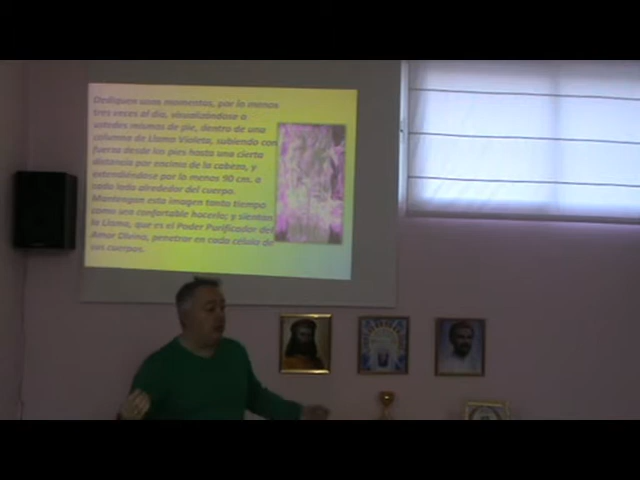 Dediquen unos momentos, por lo menos
tres veces al día, visualizándose a
ustedes mismos de pie, dentro de una
columna de Llama Violeta, subiendo con
fuerza desde los pies hasta una cierta
distancia por encima de la cabeza, y
extendiéndose por lo menos 90 cm. a
cada lado alrededor del cuerpo.
Mantengan esta imagen tanto tiempo
como sea confortable hacerlo; y sientan
la Llama, que es el Poder Purificador del
Amor Divino, penetrar en cada célula de
sus cuerpos.